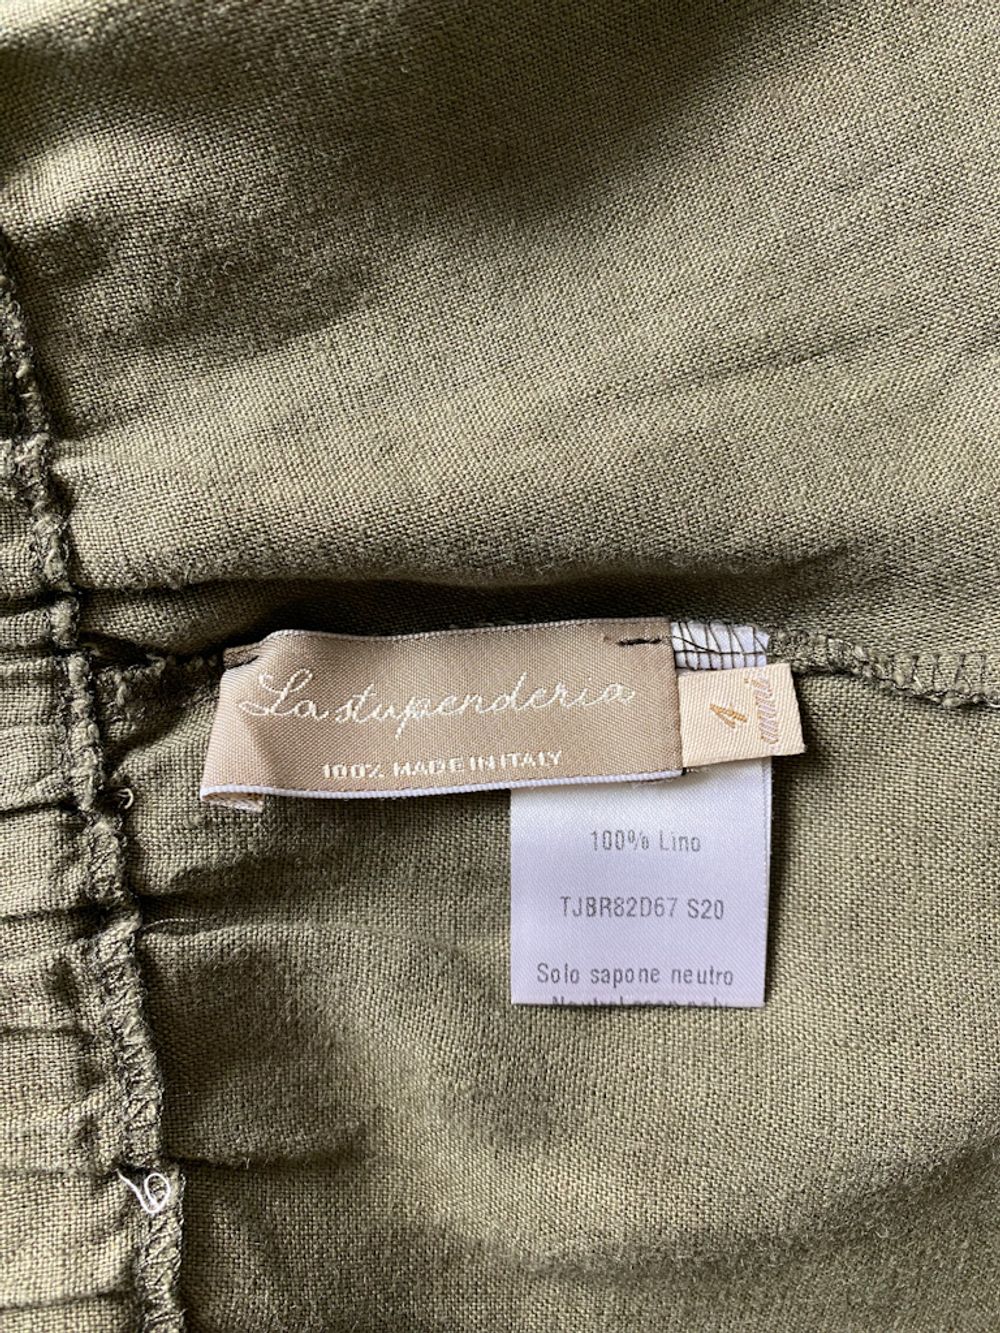 La stupenderia
100% MADE IN ITALY
4
anni
100% Lino
TJBR82D67 S20
Solo sapone neutro